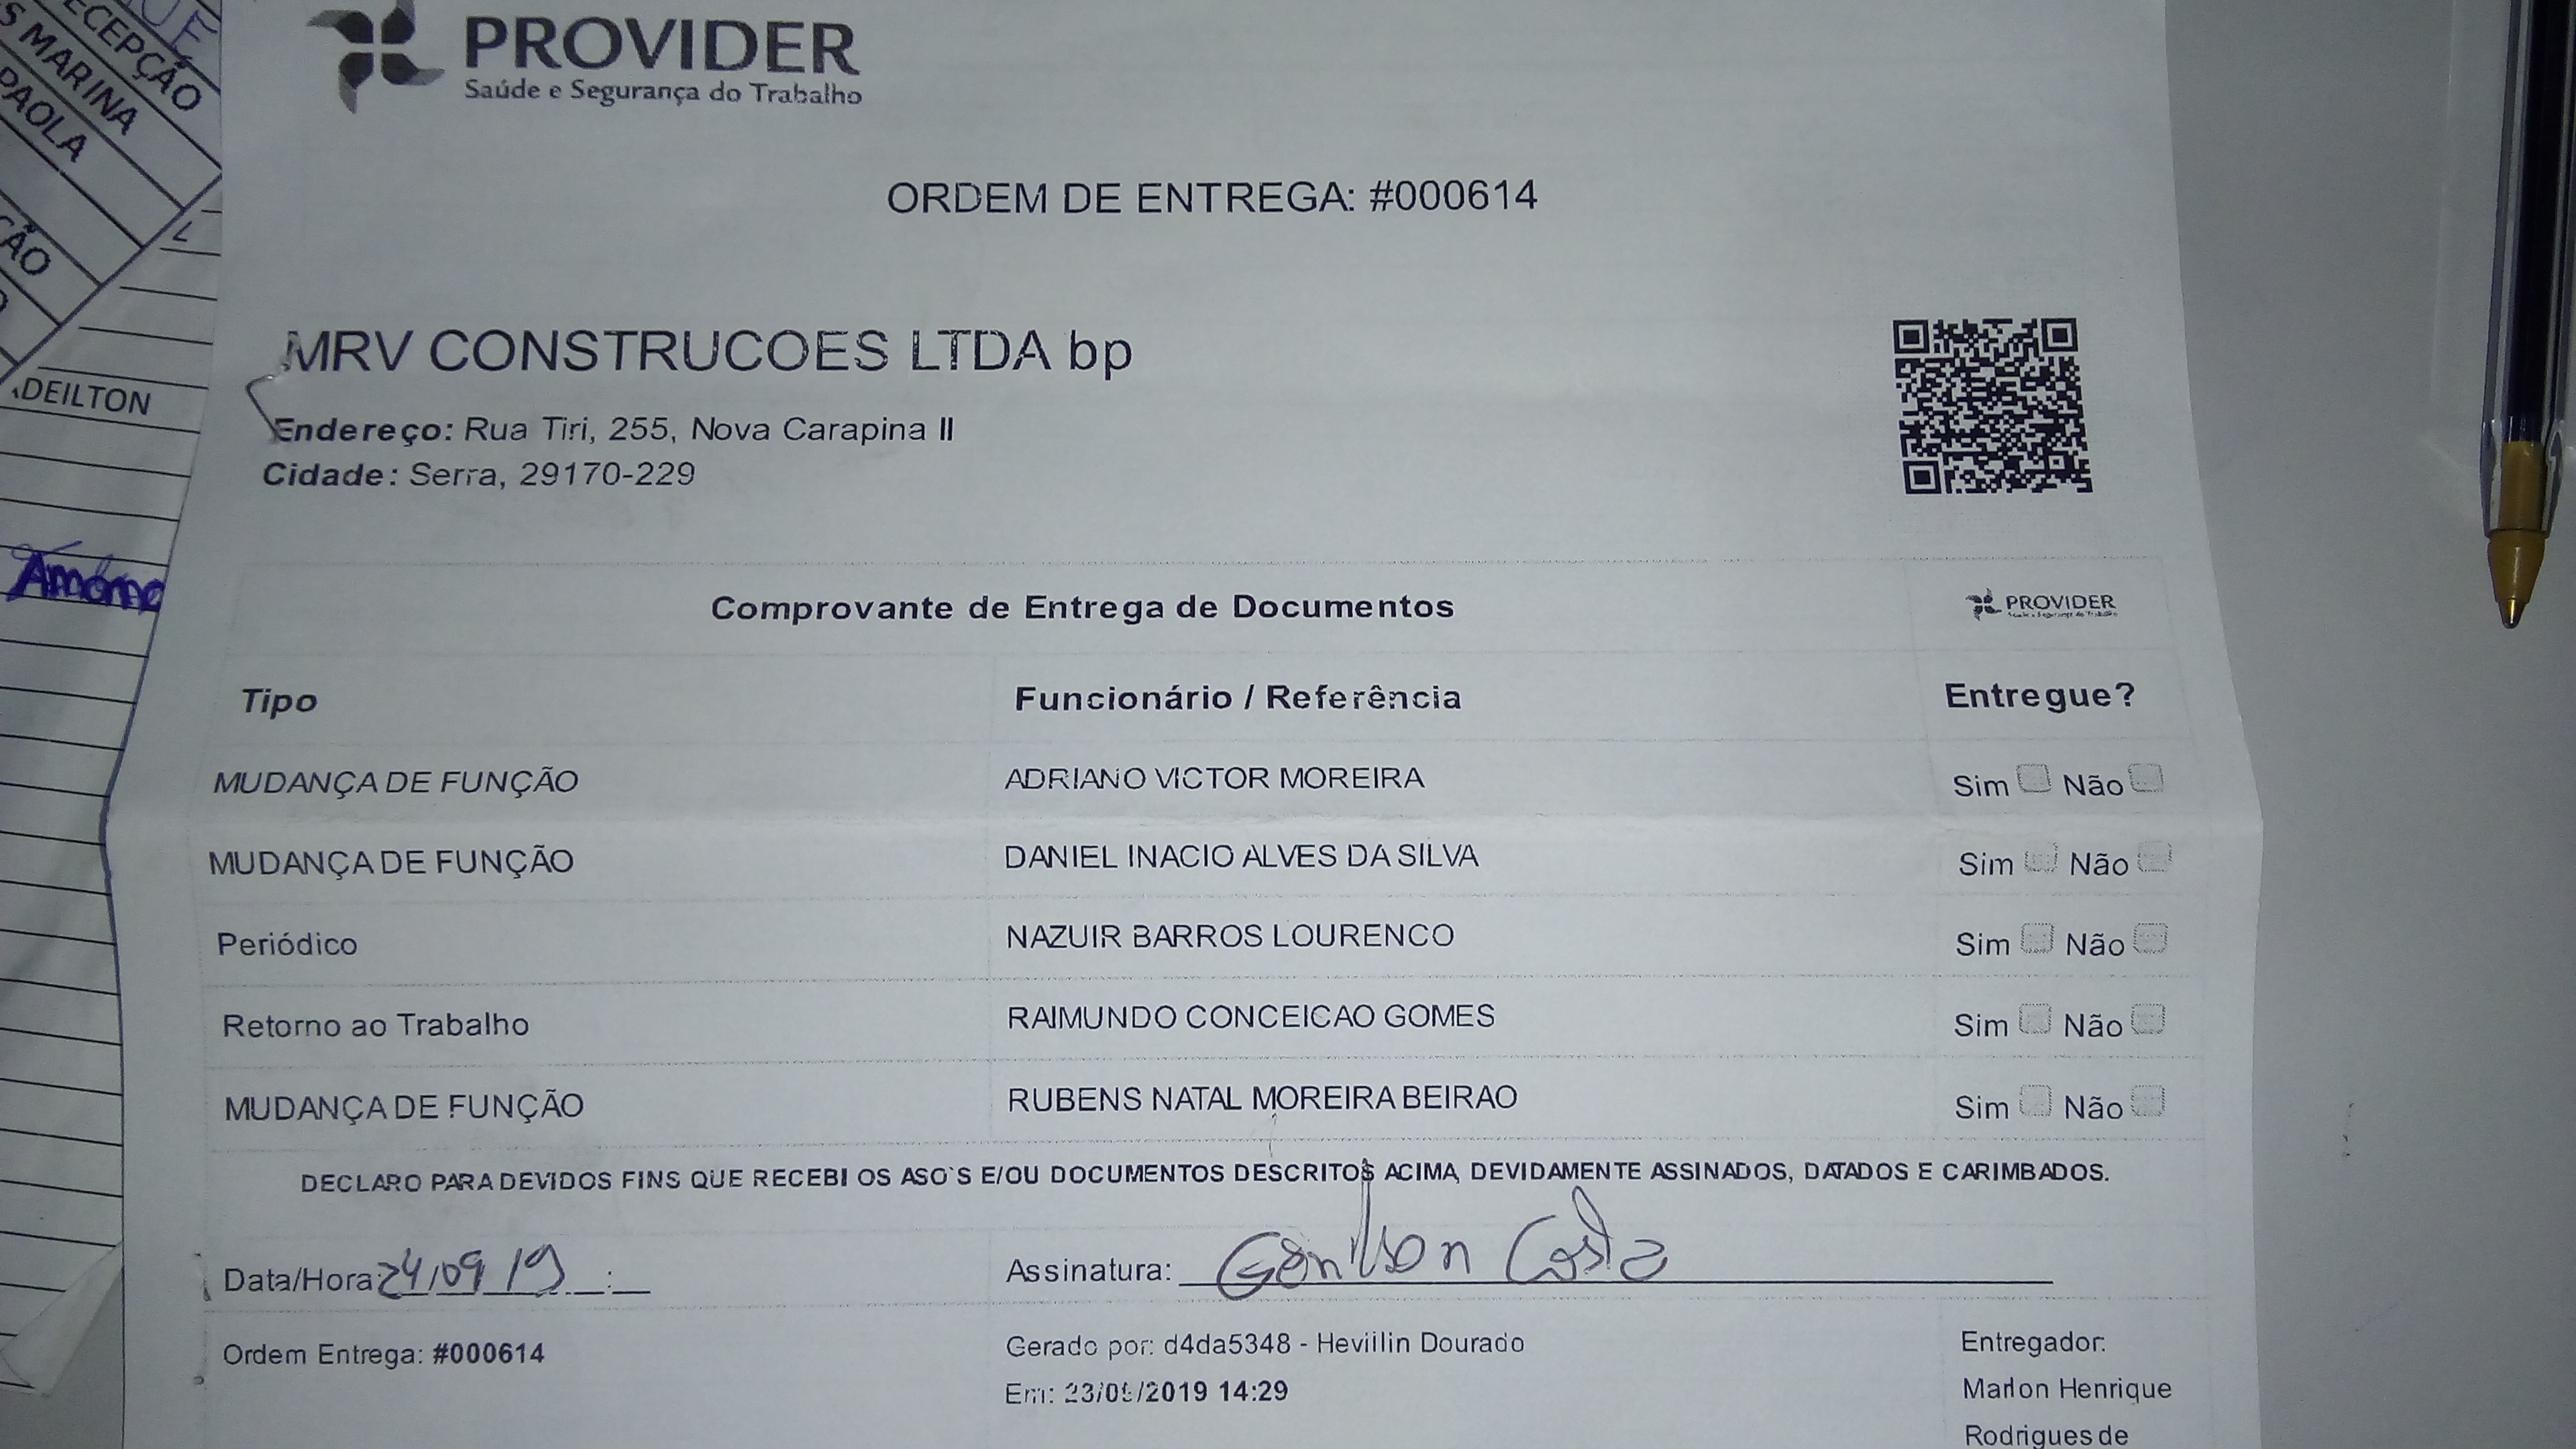 PROVIDER
Saúde e Segurança do Trabalho
ORDEM DE ENTREGA: #000614
MRV CONSTRUCOES LTDA bp
Endereço: Rua Tiri, 255, Nova Carapina II
Cidade: Serra, 29170-229
Comprovante de Entrega de Documentos PROVIDER
Tipo Funcionário / Referência Entregue?
MUDANÇA DE FUNÇÃO ADRIANO VICTOR MOREIRA Sim Não
MUDANÇA DE FUNÇÃO DANIEL INACIO ALVES DA SILVA Sim Não
Periódico NAZUIR BARROS LOURENCO Sim Não
Retorno ao Trabalho RAIMUNDO CONCEICAO GOMES Sim Não
MUDANÇA DE FUNÇÃO RUBENS NATAL MOREIRA BEIRAO Sim Não
DECLARO PARA DEVIDOS FINS QUE RECEBI OS ASO`S E/OU DOCUMENTOS DESCRITOS ACIMA, DEVIDAMENTE ASSINADOS, DATADOS E CARIMBADOS.
Data/Hora 24/09/19 __:__ Assinatura: Genilson Costa
Ordem Entrega: #000614
Gerado por: d4da5348 - Hevillin Dourado
Em: 23/09/2019 14:29
Entregador:
Marlon Henrique
Rodrigues de
ECEPÇÃO
S MARINA
PAOLA
ÇÃO
DEILTON